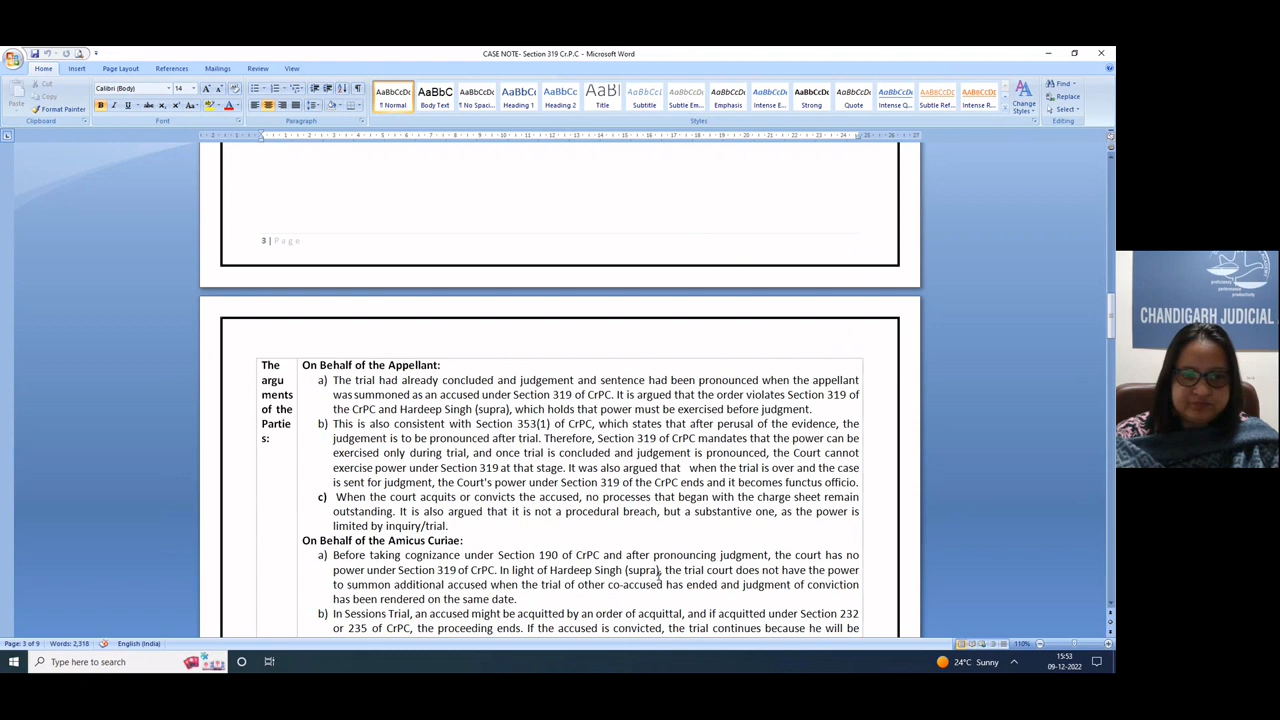 CASE NOTE- Section 319 Cr.P.C - Microsoft Word
Home Insert Page Layout References Mailings Review View
Cut
Copy
Paste
Format Painter
Clipboard
Calibri (Body) 14
Font
Paragraph
AaBbCcDc AaBbC AaBbCcDc AaBbCc AaBbCc AaBl AaBbCcI AaBbCcDc AaBbCcDc AaBbCcDc AaBbCcDc AaBbCcDc AaBbCcDc AaBbCcDc
¶ Normal Body Text ¶ No Spaci... Heading 1 Heading 2 Title Subtitle Subtle Em... Emphasis Intense E... Strong Quote Intense Q... Subtle Ref... Intense R...
Styles
Change Styles
Find
Replace
Select
Editing
3 | Page
The arguments of the Parties:
On Behalf of the Appellant:
a) The trial had already concluded and judgement and sentence had been pronounced when the appellant
was summoned as an accused under Section 319 of CrPC. It is argued that the order violates Section 319 of
the CrPC and Hardeep Singh (supra), which holds that power must be exercised before judgment.
b) This is also consistent with Section 353(1) of CrPC, which states that after perusal of the evidence, the
judgement is to be pronounced after trial. Therefore, Section 319 of CrPC mandates that the power can be
exercised only during trial, and once trial is concluded and judgement is pronounced, the Court cannot
exercise power under Section 319 at that stage. It was also argued that when the trial is over and the case
is sent for judgment, the Court's power under Section 319 of the CrPC ends and it becomes functus officio.
c) When the court acquits or convicts the accused, no processes that began with the charge sheet remain
outstanding. It is also argued that it is not a procedural breach, but a substantive one, as the power is
limited by inquiry/trial.
On Behalf of the Amicus Curiae:
a) Before taking cognizance under Section 190 of CrPC and after pronouncing judgment, the court has no
power under Section 319 of CrPC. In light of Hardeep Singh (supra), the trial court does not have the power
to summon additional accused when the trial of other co-accused has ended and judgment of conviction
has been rendered on the same date.
b) In Sessions Trial, an accused might be acquitted by an order of acquittal, and if acquitted under Section 232
or 235 of CrPC, the proceeding ends. If the accused is convicted, the trial continues because he will be
Page: 3 of 9 Words: 2,318 English (India)
110%
Type here to search
24°C Sunny
15:53
09-12-2022
proficiency
performance
productivity
CHANDIGARH JUDICIAL